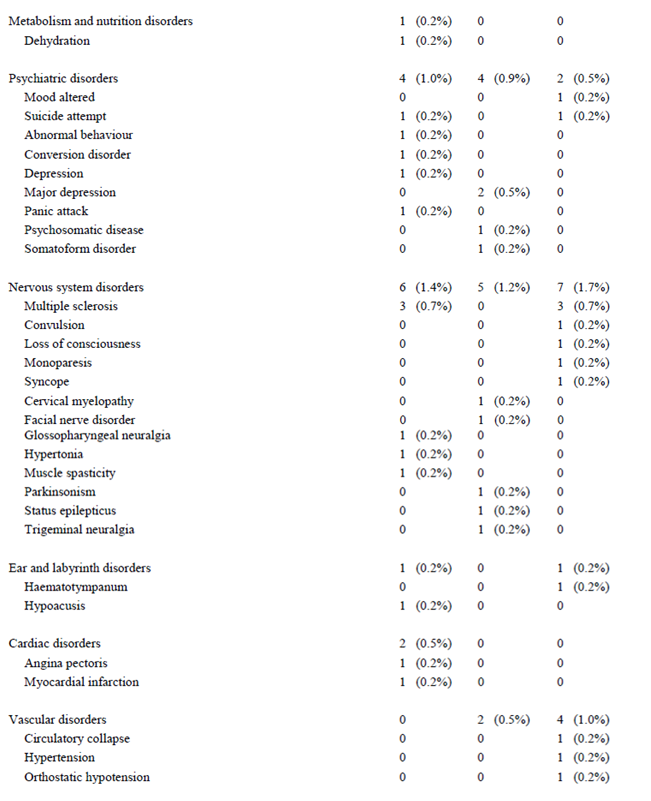 Metabolism and nutrition disorders 1 (0.2%) 0 0
Dehydration 1 (0.2%) 0 0
Psychiatric disorders 4 (1.0%) 4 (0.9%) 2 (0.5%)
Mood altered 0 0 1 (0.2%)
Suicide attempt 1 (0.2%) 0 1 (0.2%)
Abnormal behaviour 1 (0.2%) 0 0
Conversion disorder 1 (0.2%) 0 0
Depression 1 (0.2%) 0 0
Major depression 0 2 (0.5%) 0
Panic attack 1 (0.2%) 0 0
Psychosomatic disease 0 1 (0.2%) 0
Somatoform disorder 0 1 (0.2%) 0
Nervous system disorders 6 (1.4%) 5 (1.2%) 7 (1.7%)
Multiple sclerosis 3 (0.7%) 0 3 (0.7%)
Convulsion 0 0 1 (0.2%)
Loss of consciousness 0 0 1 (0.2%)
Monoparesis 0 0 1 (0.2%)
Syncope 0 0 1 (0.2%)
Cervical myelopathy 0 1 (0.2%) 0
Facial nerve disorder 0 1 (0.2%) 0
Glossopharyngeal neuralgia 1 (0.2%) 0 0
Hypertonia 1 (0.2%) 0 0
Muscle spasticity 1 (0.2%) 0 0
Parkinsonism 0 1 (0.2%) 0
Status epilepticus 0 1 (0.2%) 0
Trigeminal neuralgia 0 1 (0.2%) 0
Ear and labyrinth disorders 1 (0.2%) 0 1 (0.2%)
Haematotympanum 0 0 1 (0.2%)
Hypoacusis 1 (0.2%) 0 0
Cardiac disorders 2 (0.5%) 0 0
Angina pectoris 1 (0.2%) 0 0
Myocardial infarction 1 (0.2%) 0 0
Vascular disorders 0 2 (0.5%) 4 (1.0%)
Circulatory collapse 0 0 1 (0.2%)
Hypertension 0 0 1 (0.2%)
Orthostatic hypotension 0 0 1 (0.2%)